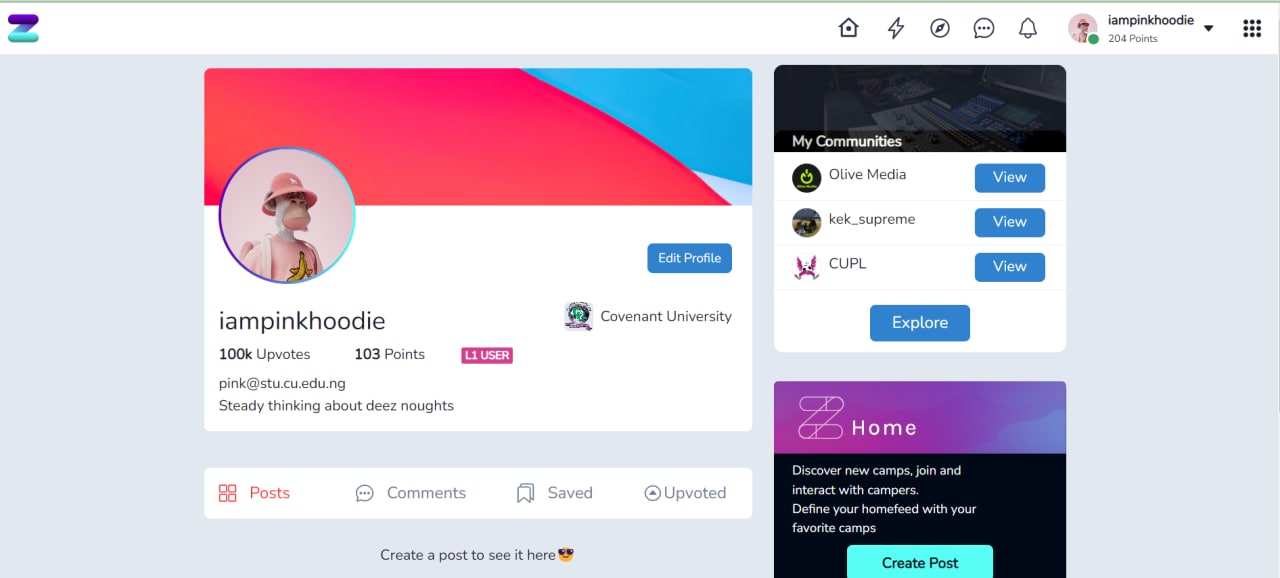 iampinkhoodie
204 Points
Edit Profile
iampinkhoodie
Covenant University
100k Upvotes 103 Points L1 USER
pink@stu.cu.edu.ng
Steady thinking about deez noughts
Posts Comments Saved Upvoted
Create a post to see it here😎
My Communities
Olive Media View
kek_supreme View
CUPL View
Explore
Home
Discover new camps, join and
interact with campers.
Define your homefeed with your
favorite camps
Create Post